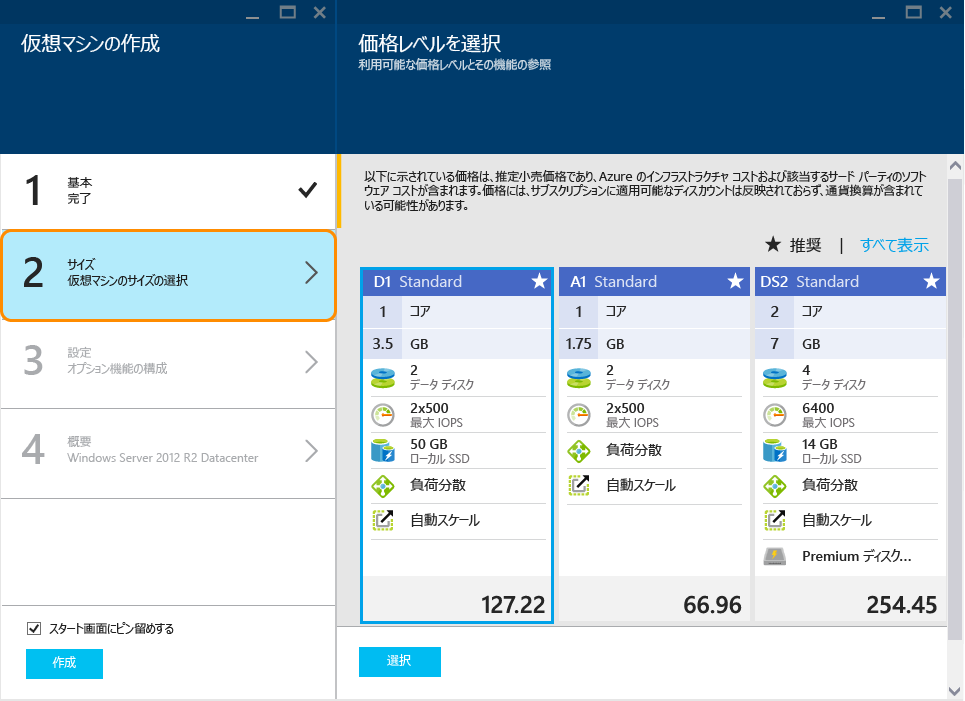 仮想マシンの作成
1
基本
完了
2
サイズ
仮想マシンのサイズの選択
3
設定
オプション機能の構成
4
概要
Windows Server 2012 R2 Datacenter
スタート画面にピン留めする
作成
価格レベルを選択
利用可能な価格レベルとその機能の参照
以下に示されている価格は、推定小売価格であり、Azure のインフラストラクチャ コストおよび該当するサード パーティのソフト
ウェア コストが含まれます。価格には、サブスクリプションに適用可能なディスカウントは反映されておらず、通貨換算が含まれて
いる可能性があります。
★ 推奨 | すべて表示
D1 Standard
1 コア
3.5 GB
2
データ ディスク
2x500
最大 IOPS
50 GB
ローカル SSD
負荷分散
自動スケール
127.22
A1 Standard
1 コア
1.75 GB
2
データ ディスク
2x500
最大 IOPS
負荷分散
自動スケール
66.96
DS2 Standard
2 コア
7 GB
4
データ ディスク
6400
最大 IOPS
14 GB
ローカル SSD
負荷分散
自動スケール
Premium ディスク...
254.45
選択